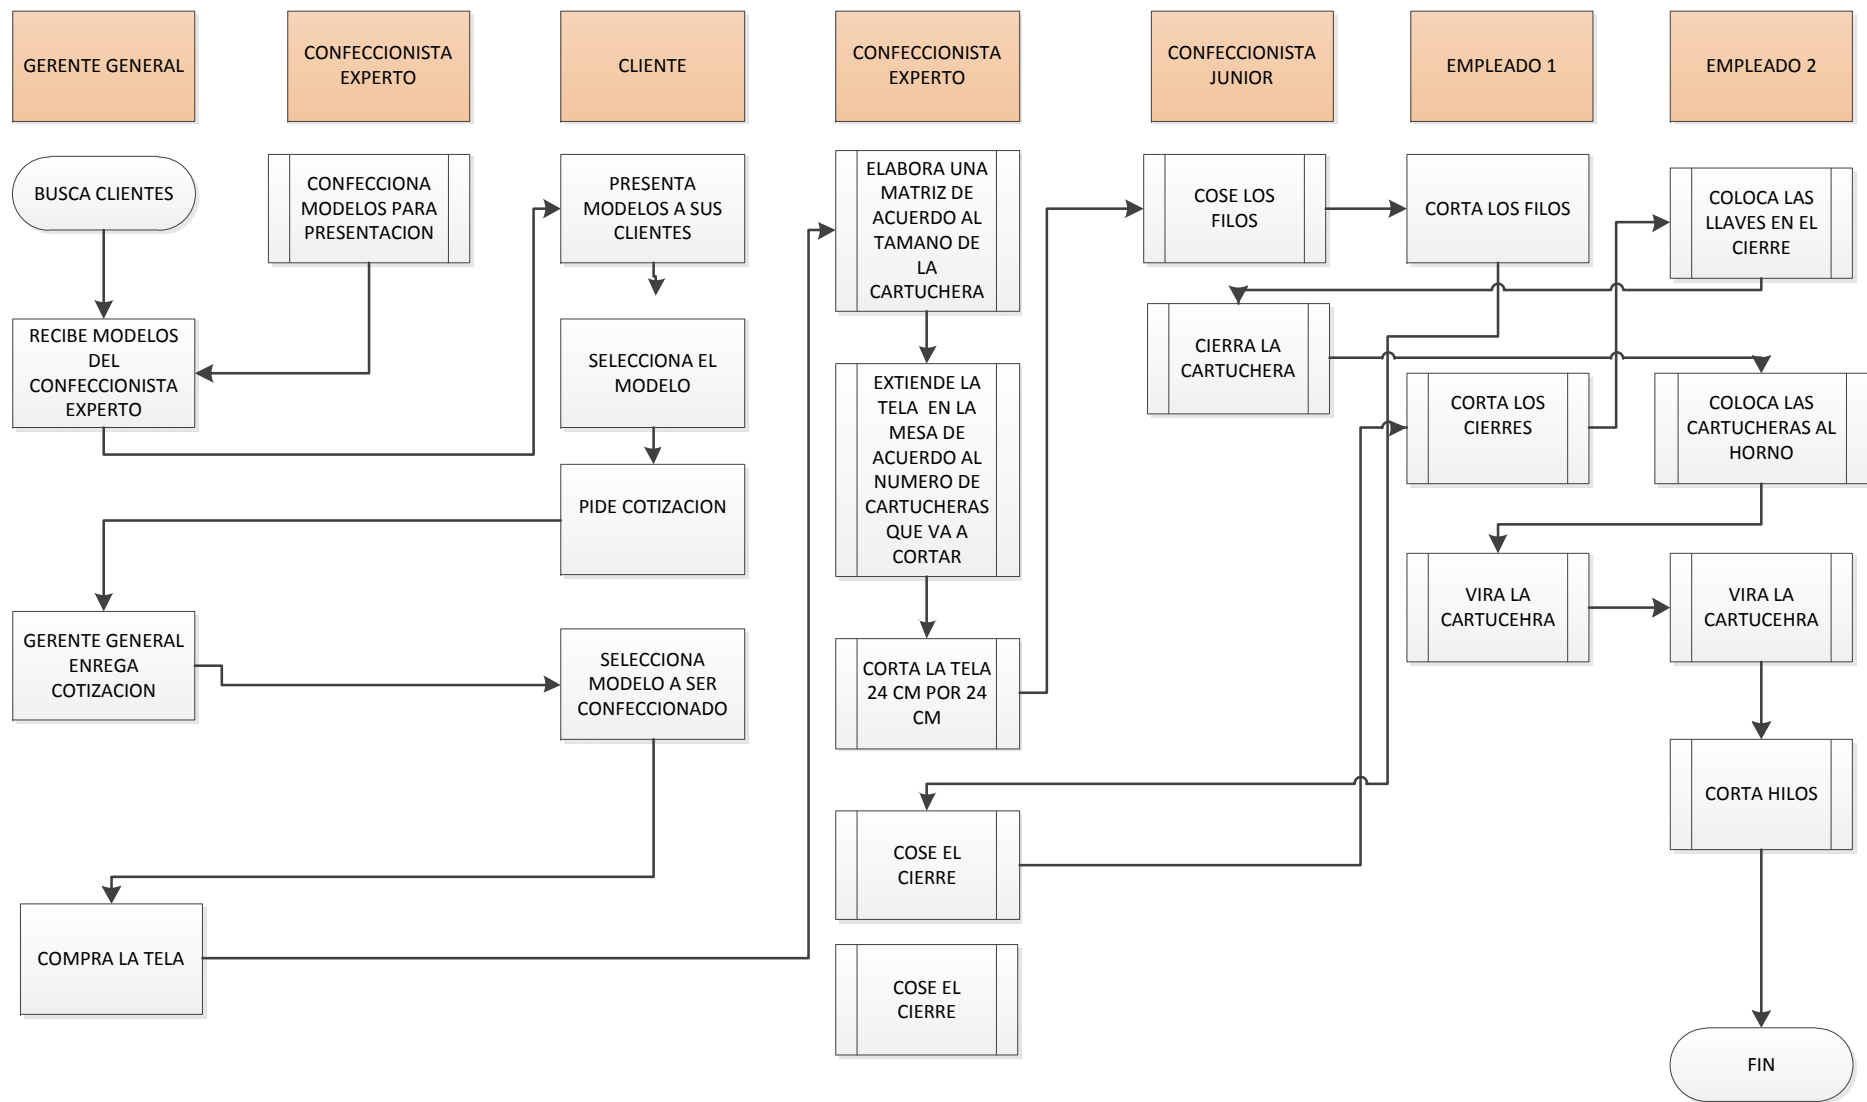 GERENTE GENERAL
CONFECCIONISTA
EXPERTO
CLIENTE
CONFECCIONISTA
EXPERTO
CONFECCIONISTA
JUNIOR
EMPLEADO 1
EMPLEADO 2
BUSCA CLIENTES
CONFECCIONA
MODELOS PARA
PRESENTACION
PRESENTA
MODELOS A SUS
CLIENTES
ELABORA UNA
MATRIZ DE
ACUERDO AL
TAMANO DE
LA
CARTUCHERA
COSE LOS
FILOS
CORTA LOS FILOS
COLOCA LAS
LLAVES EN EL
CIERRE
RECIBE MODELOS
DEL
CONFECCIONISTA
EXPERTO
SELECCIONA EL
MODELO
EXTIENDE LA
TELA EN LA
MESA DE
ACUERDO AL
NUMERO DE
CARTUCHERAS
QUE VA A
CORTAR
CIERRA LA
CARTUCHERA
CORTA LOS
CIERRES
COLOCA LAS
CARTUCHERAS AL
HORNO
PIDE COTIZACION
VIRA LA
CARTUCEHRA
VIRA LA
CARTUCEHRA
GERENTE GENERAL
ENREGA
COTIZACION
SELECCIONA
MODELO A SER
CONFECCIONADO
CORTA LA TELA
24 CM POR 24
CM
CORTA HILOS
COSE EL
CIERRE
COMPRA LA TELA
COSE EL
CIERRE
FIN